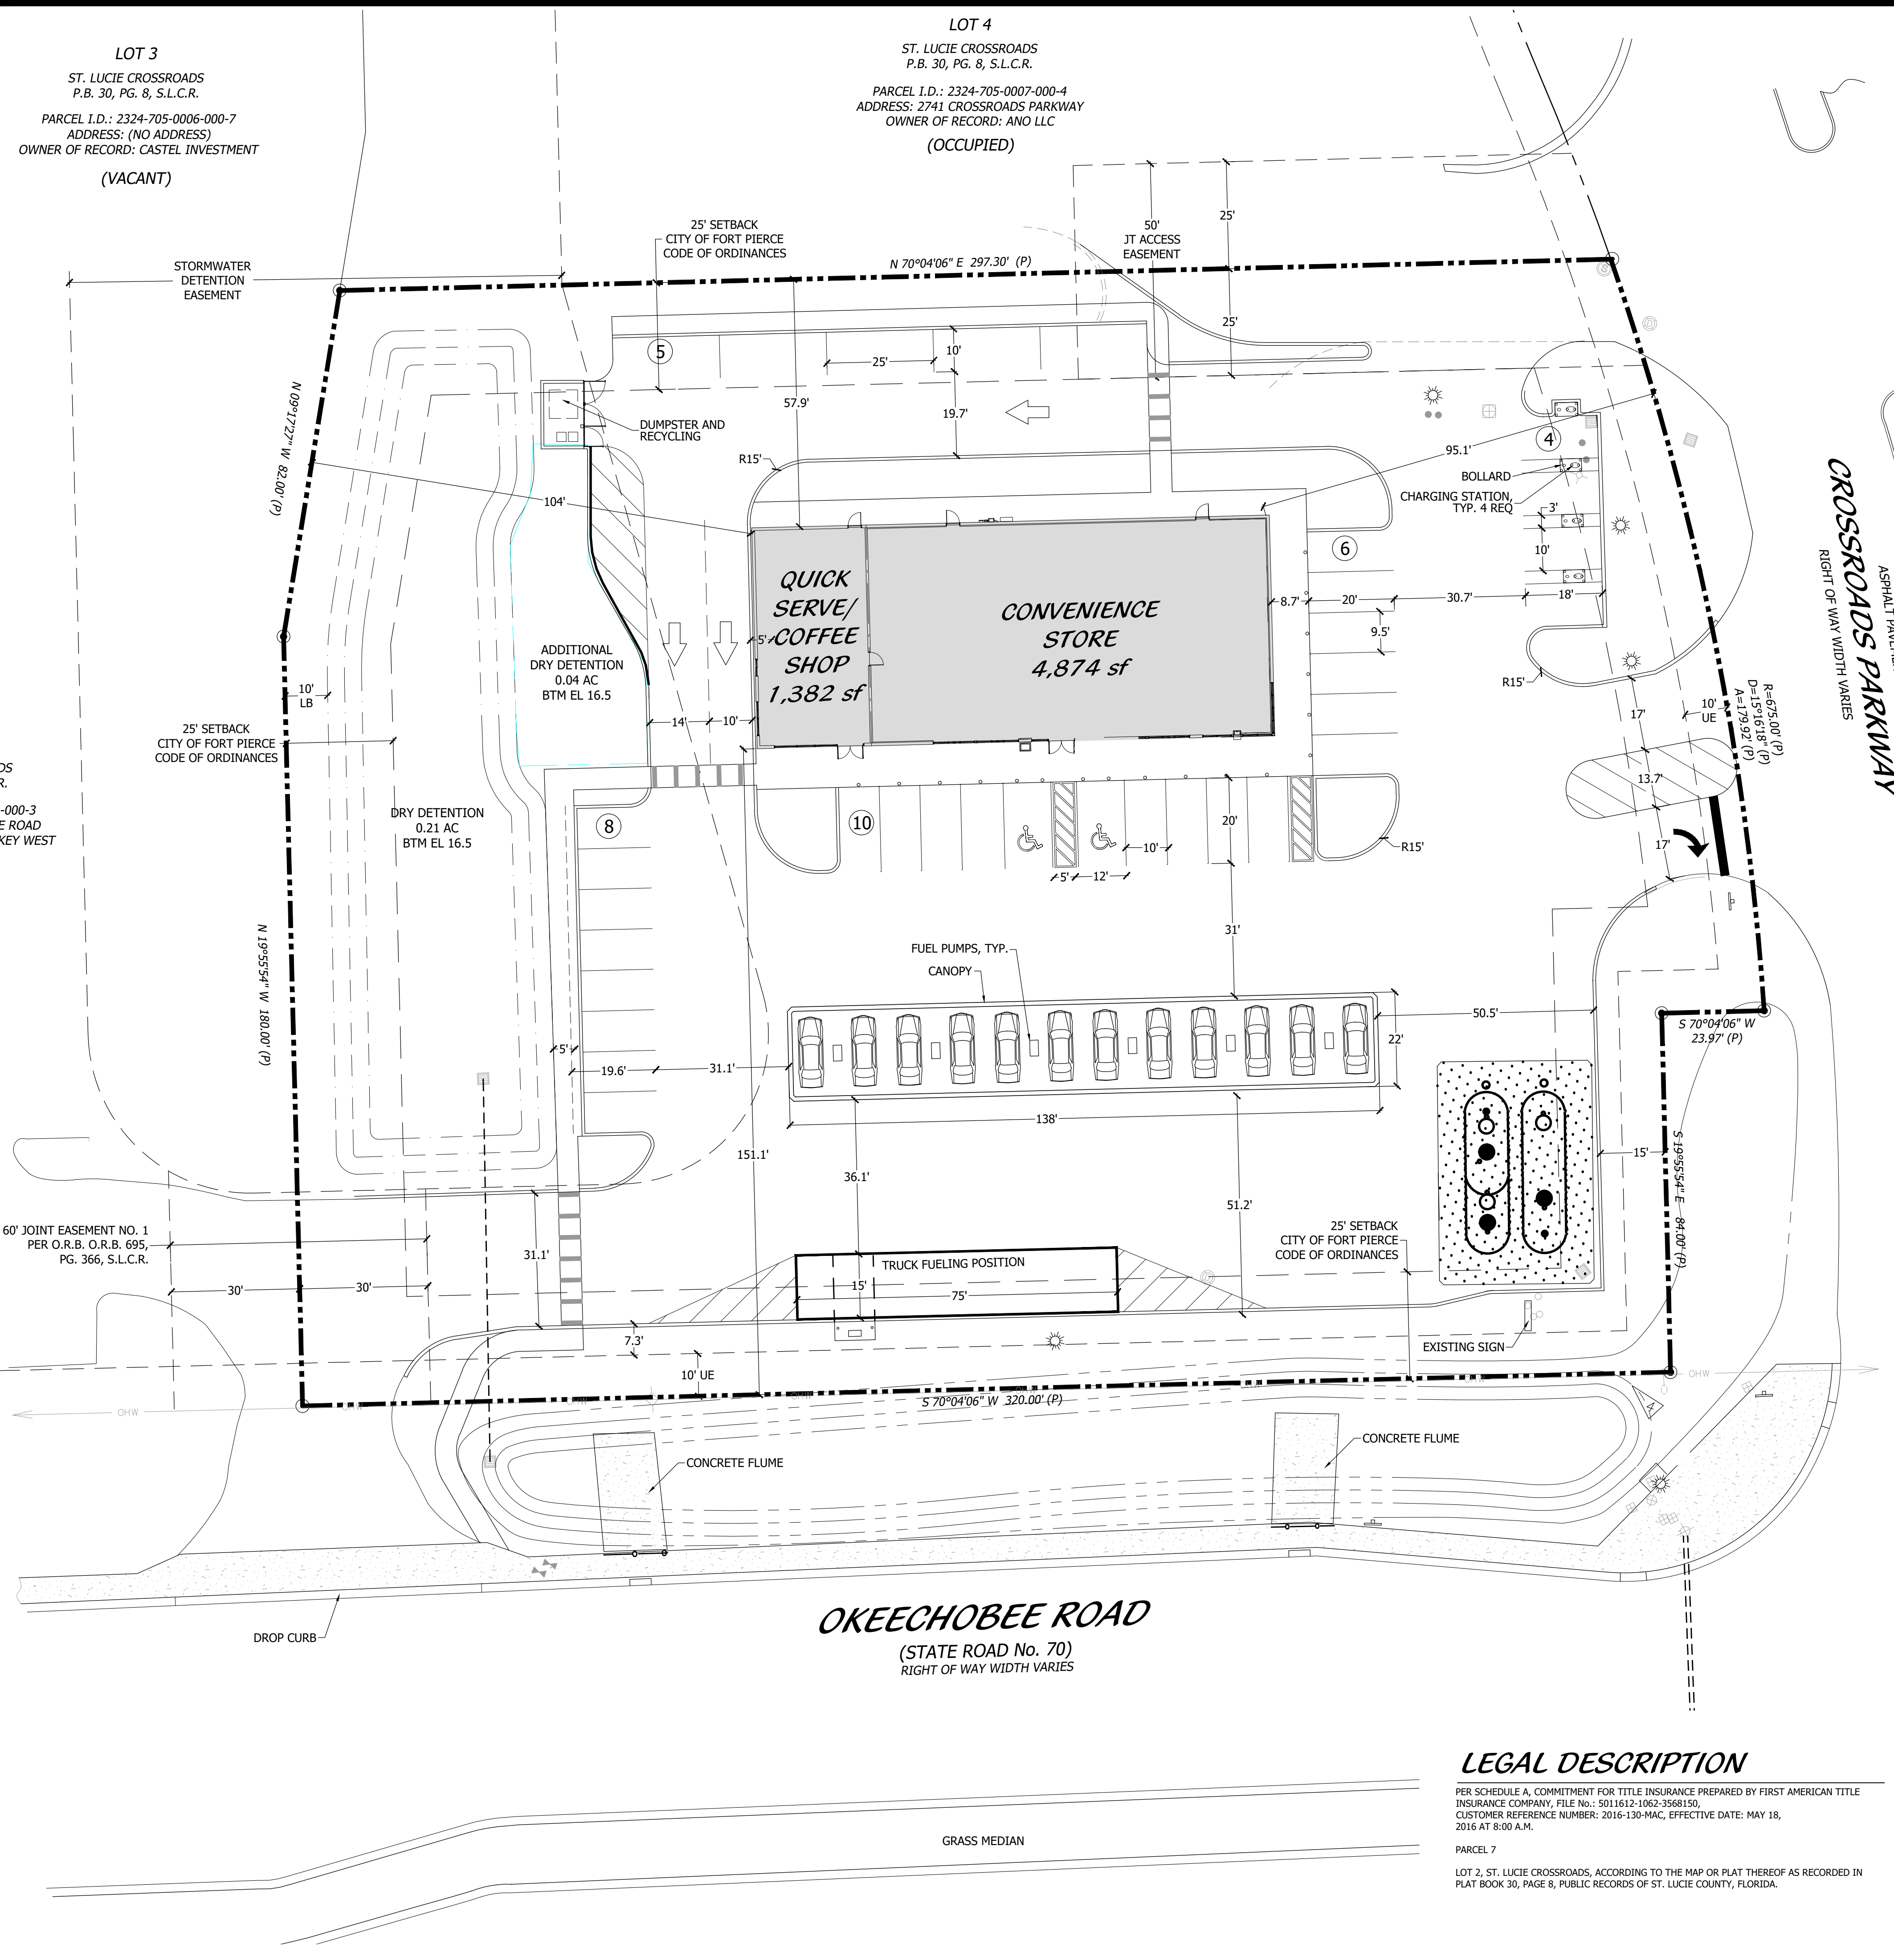 LOT 3
ST. LUCIE CROSSROADS
P.B. 30, PG. 8, S.L.C.R.
PARCEL I.D.: 2324-705-0006-000-7
ADDRESS: (NO ADDRESS)
OWNER OF RECORD: CASTEL INVESTMENT
(VACANT)
LOT 4
ST. LUCIE CROSSROADS
P.B. 30, PG. 8, S.L.C.R.
PARCEL I.D.: 2324-705-0007-000-4
ADDRESS: 2741 CROSSROADS PARKWAY
OWNER OF RECORD: ANO LLC
(OCCUPIED)
25' SETBACK
CITY OF FORT PIERCE
CODE OF ORDINANCES
50'
JT ACCESS
EASEMENT
25'
STORMWATER
DETENTION
EASEMENT
N 70°04'06" E  297.30'  (P)
25'
5
25'
10'
57.9'
19.7'
DUMPSTER AND
RECYCLING
R15'
95.1'
4
BOLLARD
CHARGING STATION,
TYP. 4 REQ
3'
10'
N 09°17'27" W  82.00' (P)
104'
6
QUICK
SERVE/
COFFEE
SHOP
1,382 sf
5'
CONVENIENCE
STORE
4,874 sf
8.7'
20'
30.7'
18'
9.5'
R15'
ADDITIONAL
DRY DETENTION
0.04 AC
BTM EL 16.5
10'
LB
14'
10'
17'
10'
UE
R=675.00' (P)
D=15°16'18" (P)
A=179.92' (P)
CROSSROADS PARKWAY
RIGHT OF WAY WIDTH VARIES
25' SETBACK
CITY OF FORT PIERCE
CODE OF ORDINANCES
13.7'
17'
DS
R.
-000-3
E ROAD
KEY WEST
DRY DETENTION
0.21 AC
BTM EL 16.5
8
10
20'
R15'
10'
5'
12'
31'
FUEL PUMPS, TYP.
CANOPY
N 19°55'54" W  180.00' (P)
50.5'
22'
S 70°04'06" W
23.97' (P)
5'
19.6'
31.1'
138'
151.1'
36.1'
51.2'
15'
S 19°55'54" E  84.00' (P)
60' JOINT EASEMENT NO. 1
PER O.R.B. O.R.B. 695,
PG. 366, S.L.C.R.
31.1'
30'
30'
TRUCK FUELING POSITION
15'
75'
25' SETBACK
CITY OF FORT PIERCE
CODE OF ORDINANCES
7.3'
10' UE
EXISTING SIGN
OHW
OHW
OHW
OHW
OHW
OHW
S 70°04'06" W  320.00' (P)
CONCRETE FLUME
CONCRETE FLUME
DROP CURB
OKEECHOBEE ROAD
(STATE ROAD No. 70)
RIGHT OF WAY WIDTH VARIES
GRASS MEDIAN
LEGAL DESCRIPTION
PER SCHEDULE A, COMMITMENT FOR TITLE INSURANCE PREPARED BY FIRST AMERICAN TITLE
INSURANCE COMPANY, FILE No.: 5011612-1062-3568150,
CUSTOMER REFERENCE NUMBER: 2016-130-MAC, EFFECTIVE DATE: MAY 18,
2016 AT 8:00 A.M.
PARCEL 7
LOT 2, ST. LUCIE CROSSROADS, ACCORDING TO THE MAP OR PLAT THEREOF AS RECORDED IN
PLAT BOOK 30, PAGE 8, PUBLIC RECORDS OF ST. LUCIE COUNTY, FLORIDA.